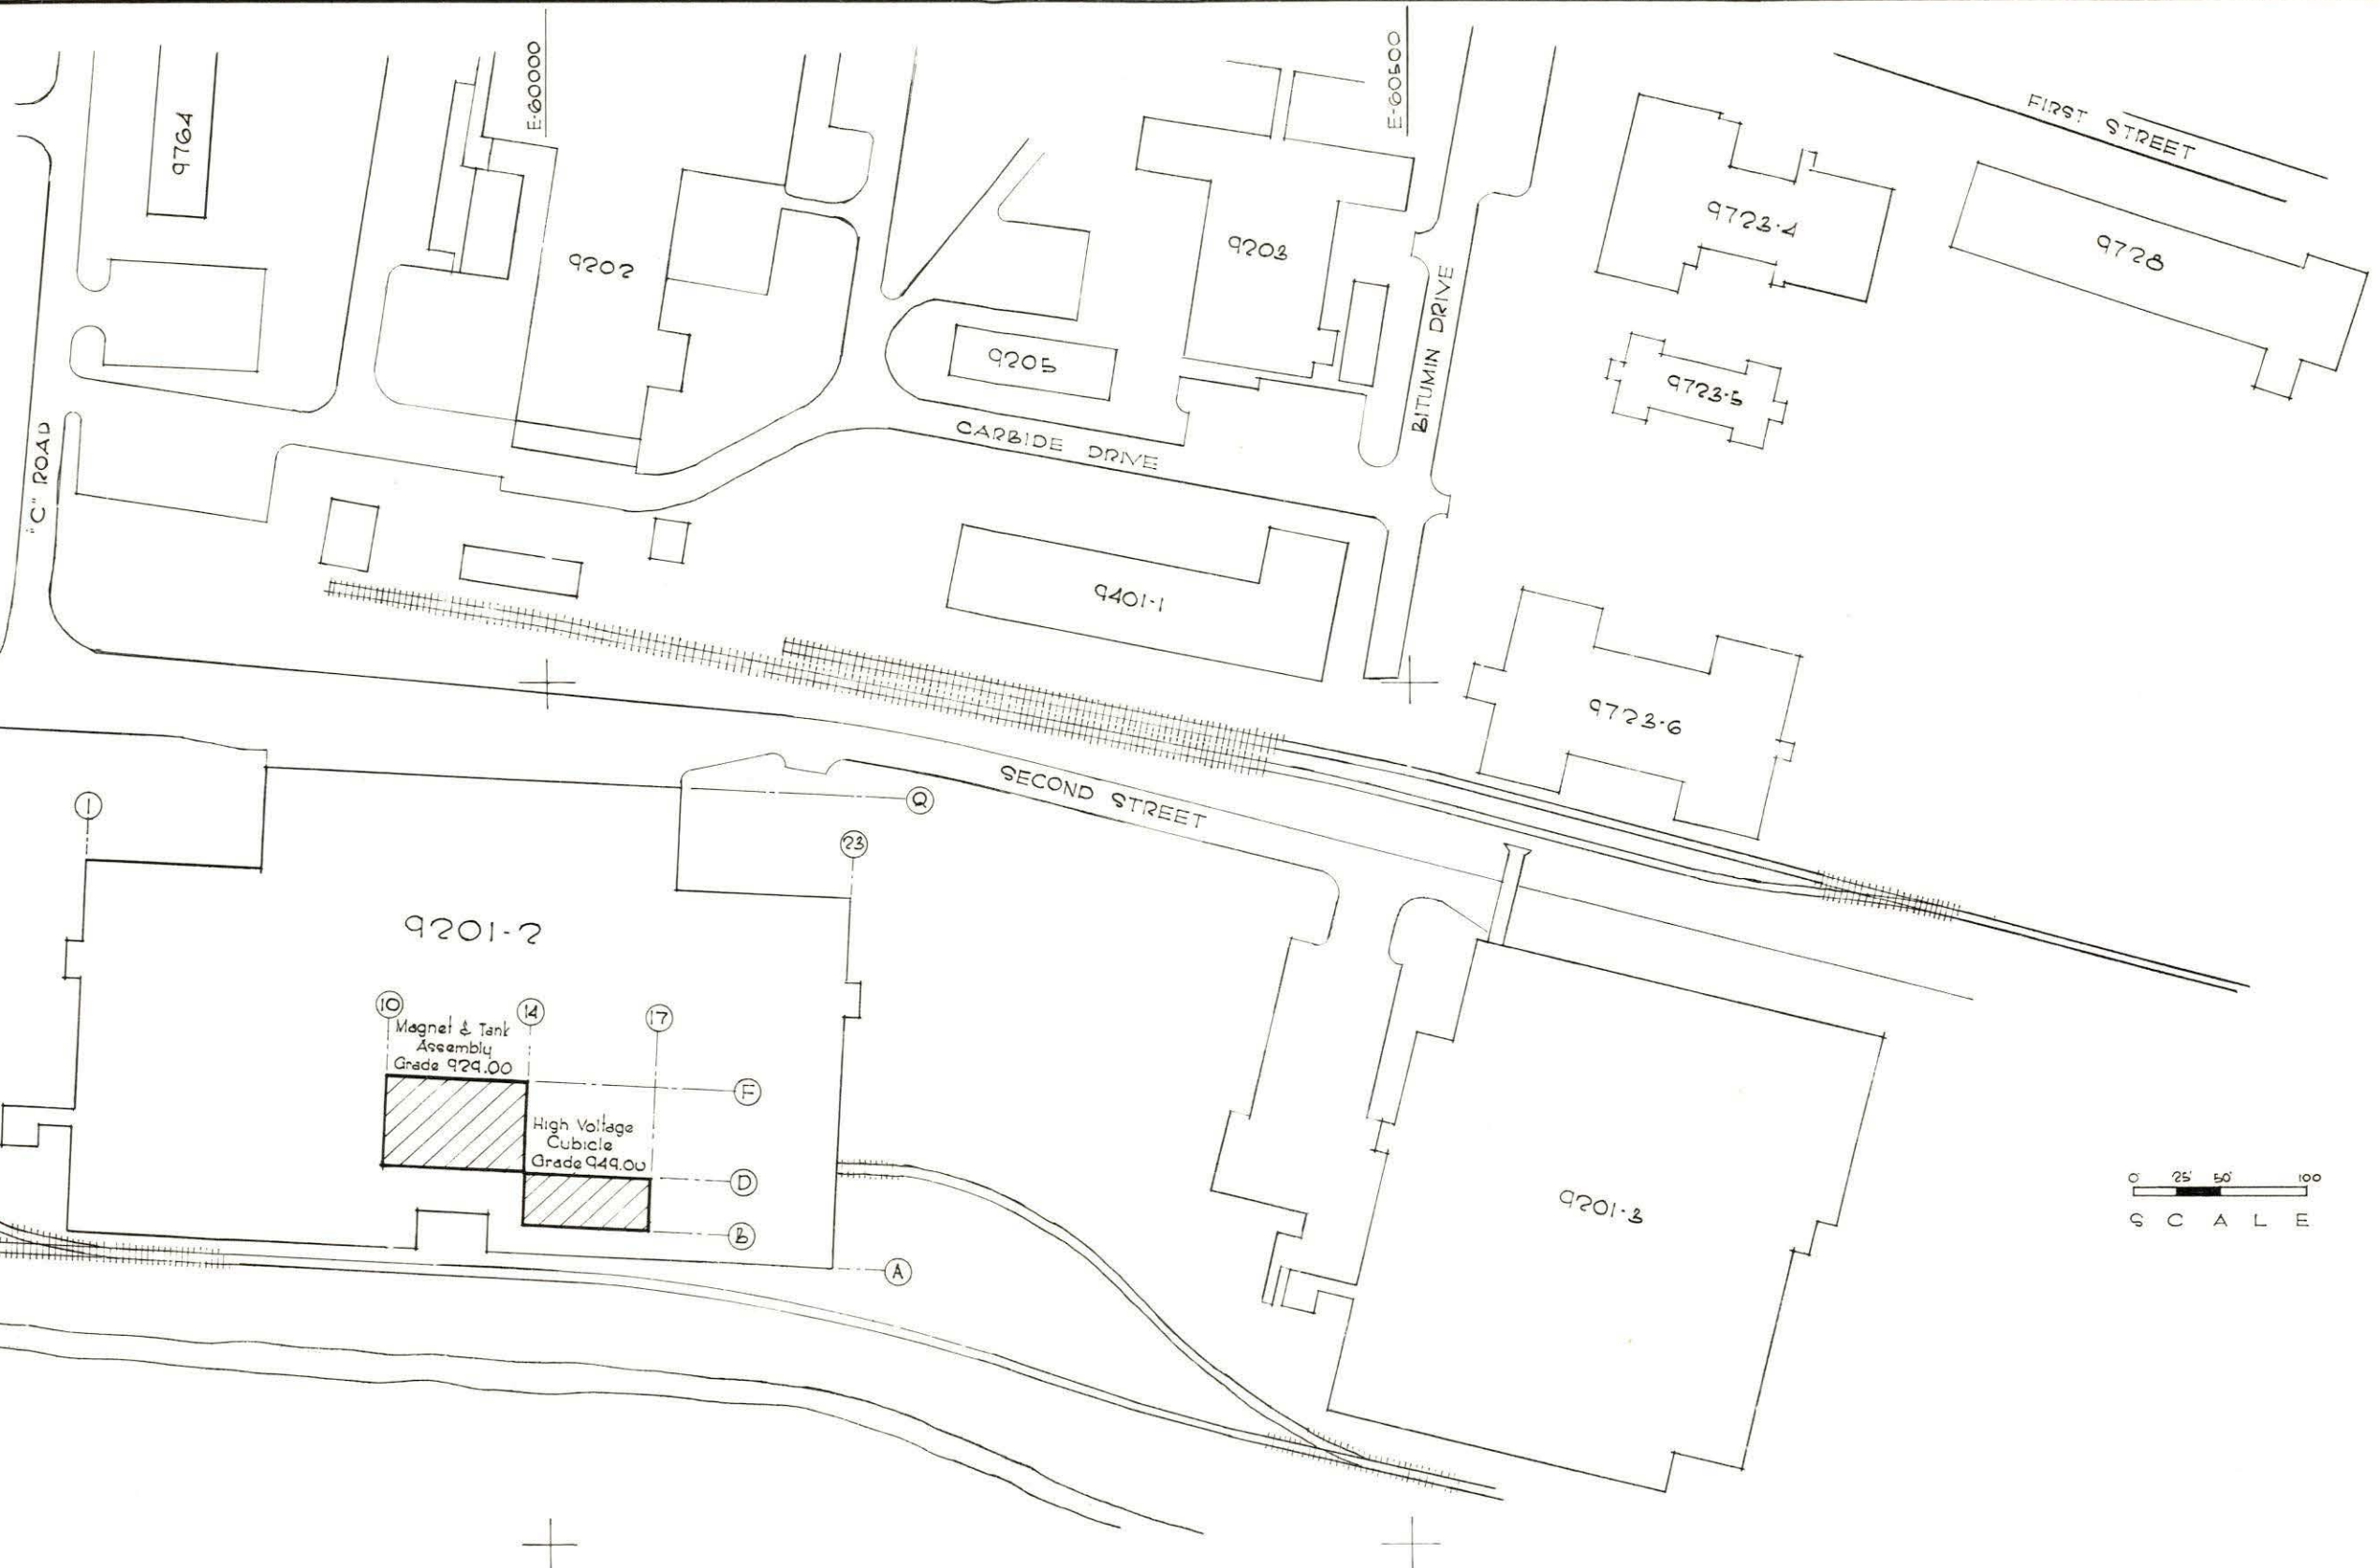 9764
E-60000
E-60500
FIRST STREET
9202
9203
9723-4
9728
BITUMIN DRIVE
9205
9723-5
CARBIDE DRIVE
"C" ROAD
9401-1
9723-6
SECOND STREET
Q
1
23
9201-2
10
14
17
Magnet & Tank
Assembly
Grade 929.00
F
High Voltage
Cubicle
Grade 949.00
D
B
A
9201-3
0 25' 50' 100
SCALE